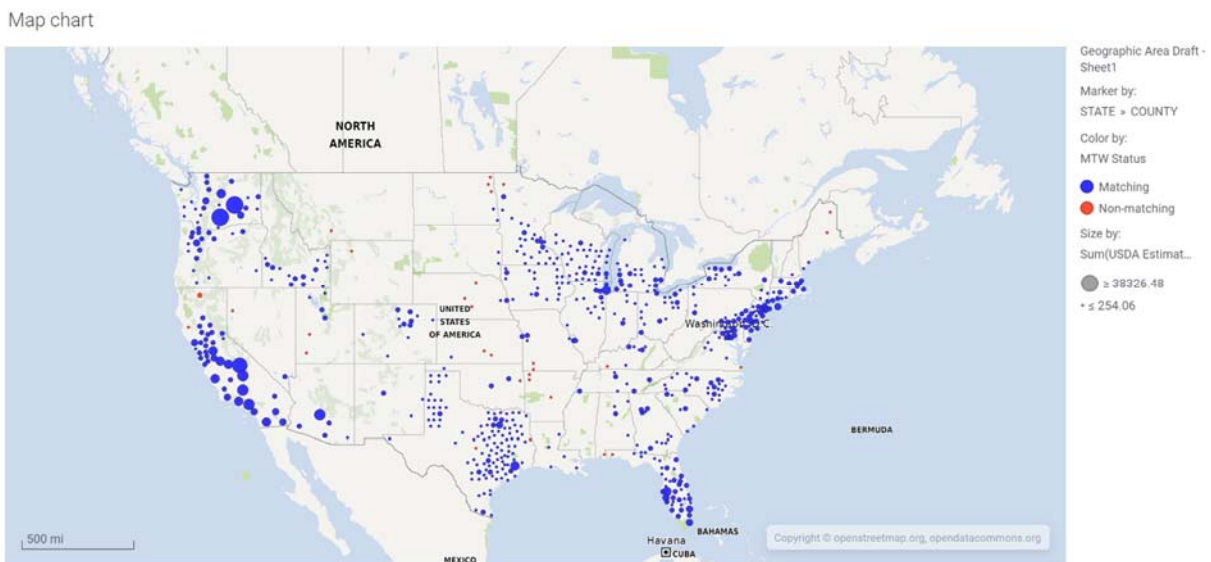 Map chart
NORTH
AMERICA
UNITED
STATES
OF AMERICA
Washington, D.C.
BERMUDA
BAHAMAS
Havana
CUBA
MEXICO
500 mi
Copyright © openstreetmap.org, opendatacommons.org
Geographic Area Draft -
Sheet1
Marker by:
STATE » COUNTY
Color by:
MTW Status
Matching
Non-matching
Size by:
Sum(USDA Estimat...
≥ 38326.48
≤ 254.06